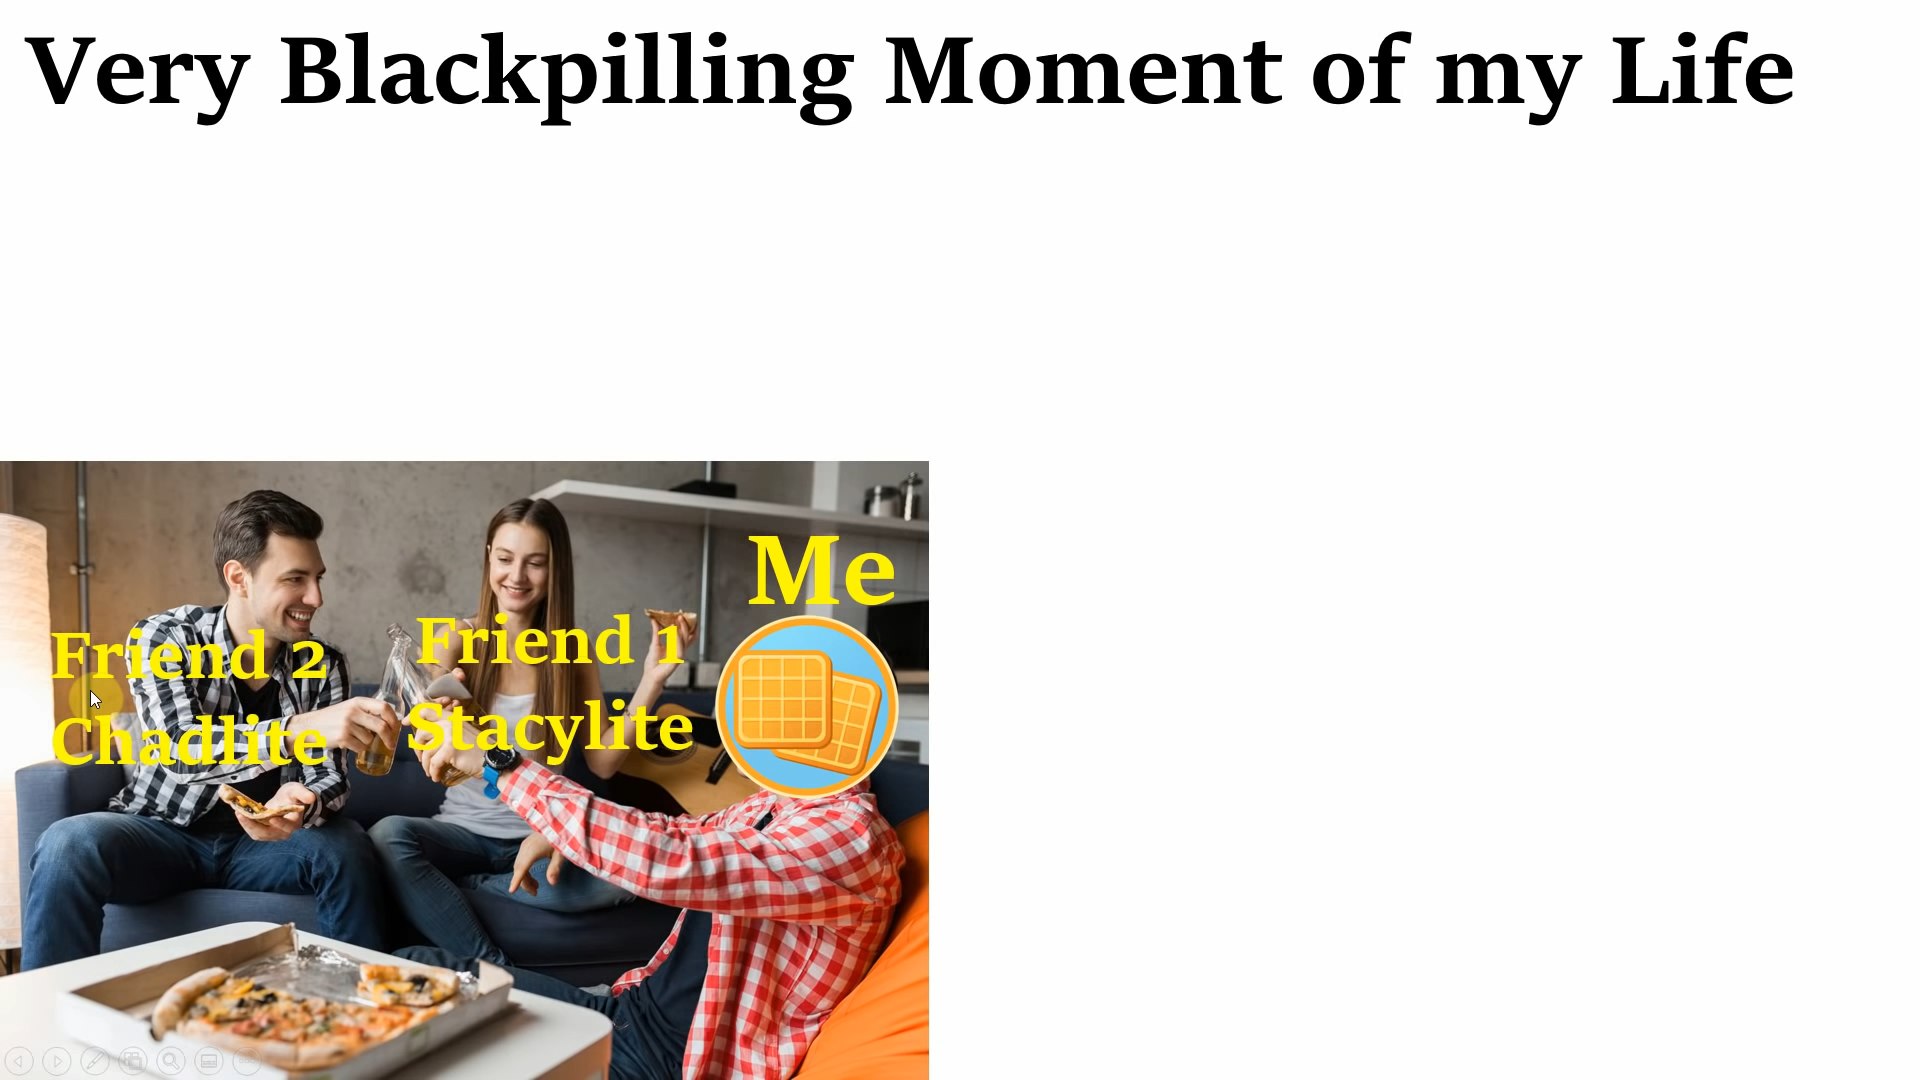 Very Blackpilling Moment of my Life
Me
Friend 1
Stacylite
Friend 2
Chadlite